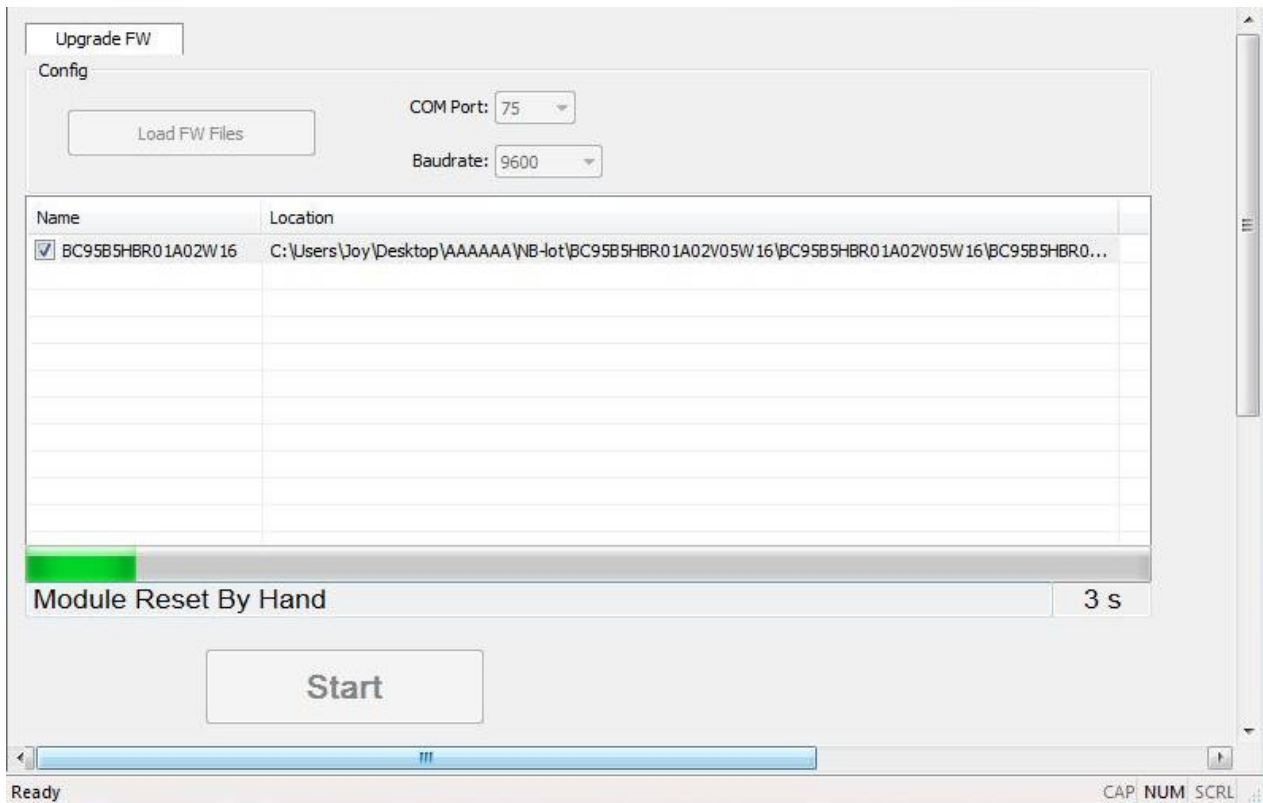 Upgrade FW
Config
Load FW Files
COM Port: 75
Baudrate: 9600
Name Location
BC95B5HBR01A02W16 C:\Users\Joy\Desktop\AAAAAA\NB-lot\BC95B5HBR01A02V05W16\BC95B5HBR01A02V05W16\BC95B5HBR0...
Module Reset By Hand 3 s
Start
Ready CAP NUM SCRL